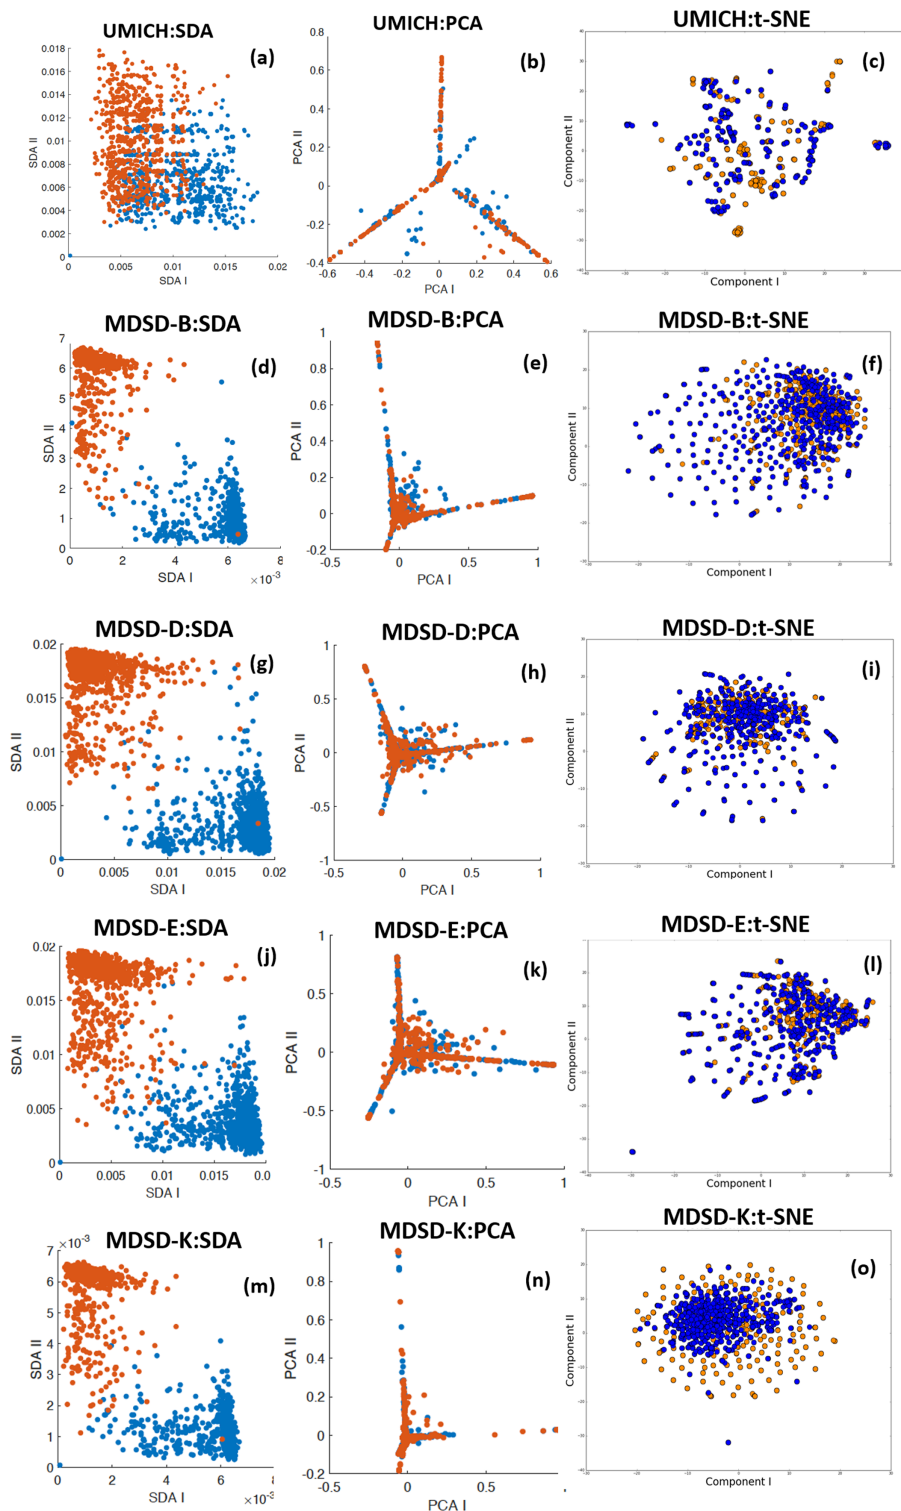 UMICH:SDA
UMICH:PCA
UMICH:t-SNE
(a)
(b)
(c)
0.018
0.016
0.014
0.012
0.01
0.008
0.006
0.004
0.002
0
SDA II
0.005
0.01
0.015
0.02
SDA I
0.8
0.6
0.4
0.2
0
-0.2
-0.4
PCA II
-0.6
-0.4
-0.2
0
0.2
0.4
0.6
PCA I
Component II
Component I
MDSD-B:SDA
MDSD-B:PCA
MDSD-B:t-SNE
(d)
(e)
(f)
7
6
5
4
3
2
1
0
SDA II
0
2
4
6
8
SDA I
×10⁻³
1
0.8
0.6
0.4
0.2
0
-0.2
PCA II
-0.5
0
0.5
1
PCA I
Component II
Component I
MDSD-D:SDA
MDSD-D:PCA
MDSD-D:t-SNE
(g)
(h)
(i)
0.02
0.015
0.01
0.005
0
SDA II
0
0.005
0.01
0.015
0.02
SDA I
1
0.5
0
-0.5
-1
PCA II
-0.5
0
0.5
1
PCA I
Component II
Component I
MDSD-E:SDA
MDSD-E:PCA
MDSD-E:t-SNE
(j)
(k)
(l)
0.02
0.015
0.01
0.005
0
SDA II
0
0.005
0.01
0.015
0.0
SDA I
1
0.5
0
-0.5
-1
PCA II
-0.5
0
0.5
1
PCA I
Component II
Component I
MDSD-K:SDA
MDSD-K:PCA
MDSD-K:t-SNE
(m)
(n)
(o)
×10⁻³
7
6
5
4
3
2
1
0
SDA II
0
2
4
6
SDA I
×10⁻³
1
0.8
0.6
0.4
0.2
0
-0.2
PCA II
-0.5
0
0.5
PCA I
Component II
Component I